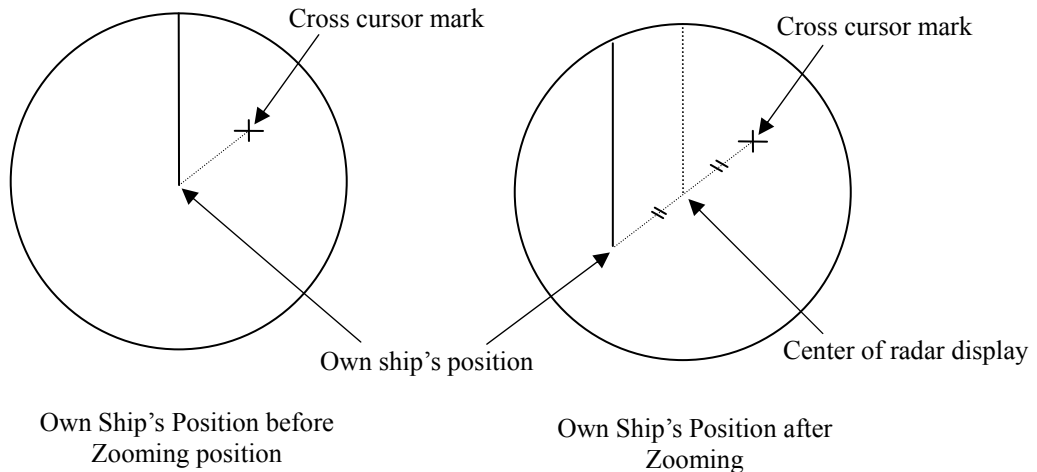 Cross cursor mark
Cross cursor mark
Own ship’s position
Center of radar display
Own Ship’s Position before
Zooming position
Own Ship’s Position after
Zooming